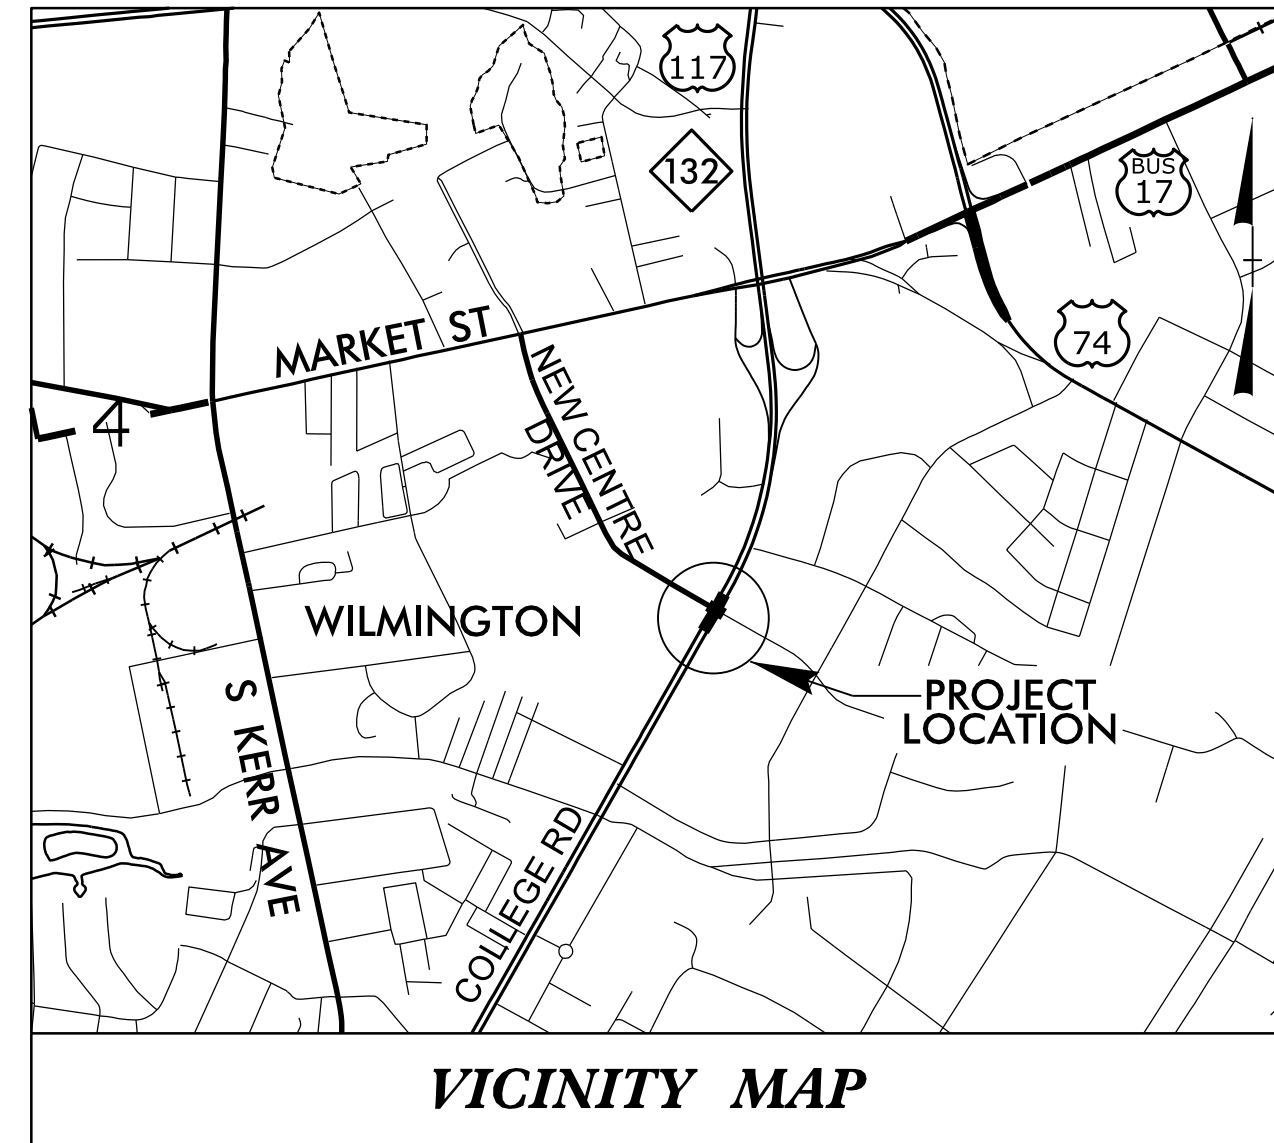 117
132
BUS
17
74
MARKET ST
NEW CENTRE
DRIVE
4
WILMINGTON
S KERR AVE
PROJECT
LOCATION
COLLEGE RD
VICINITY MAP